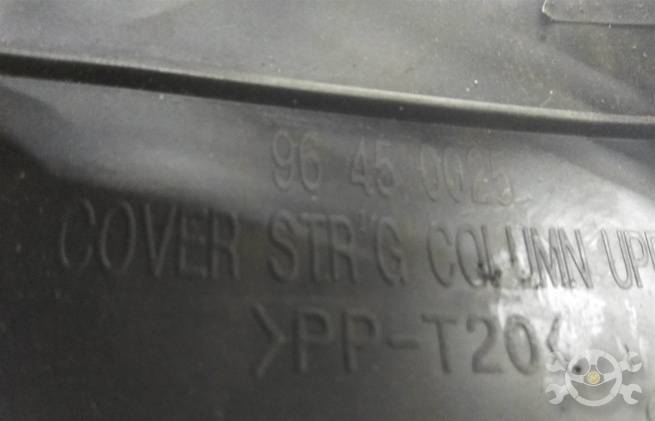 96 45 0025
COVER STR'G COLUMN UPP
>PP-T20<